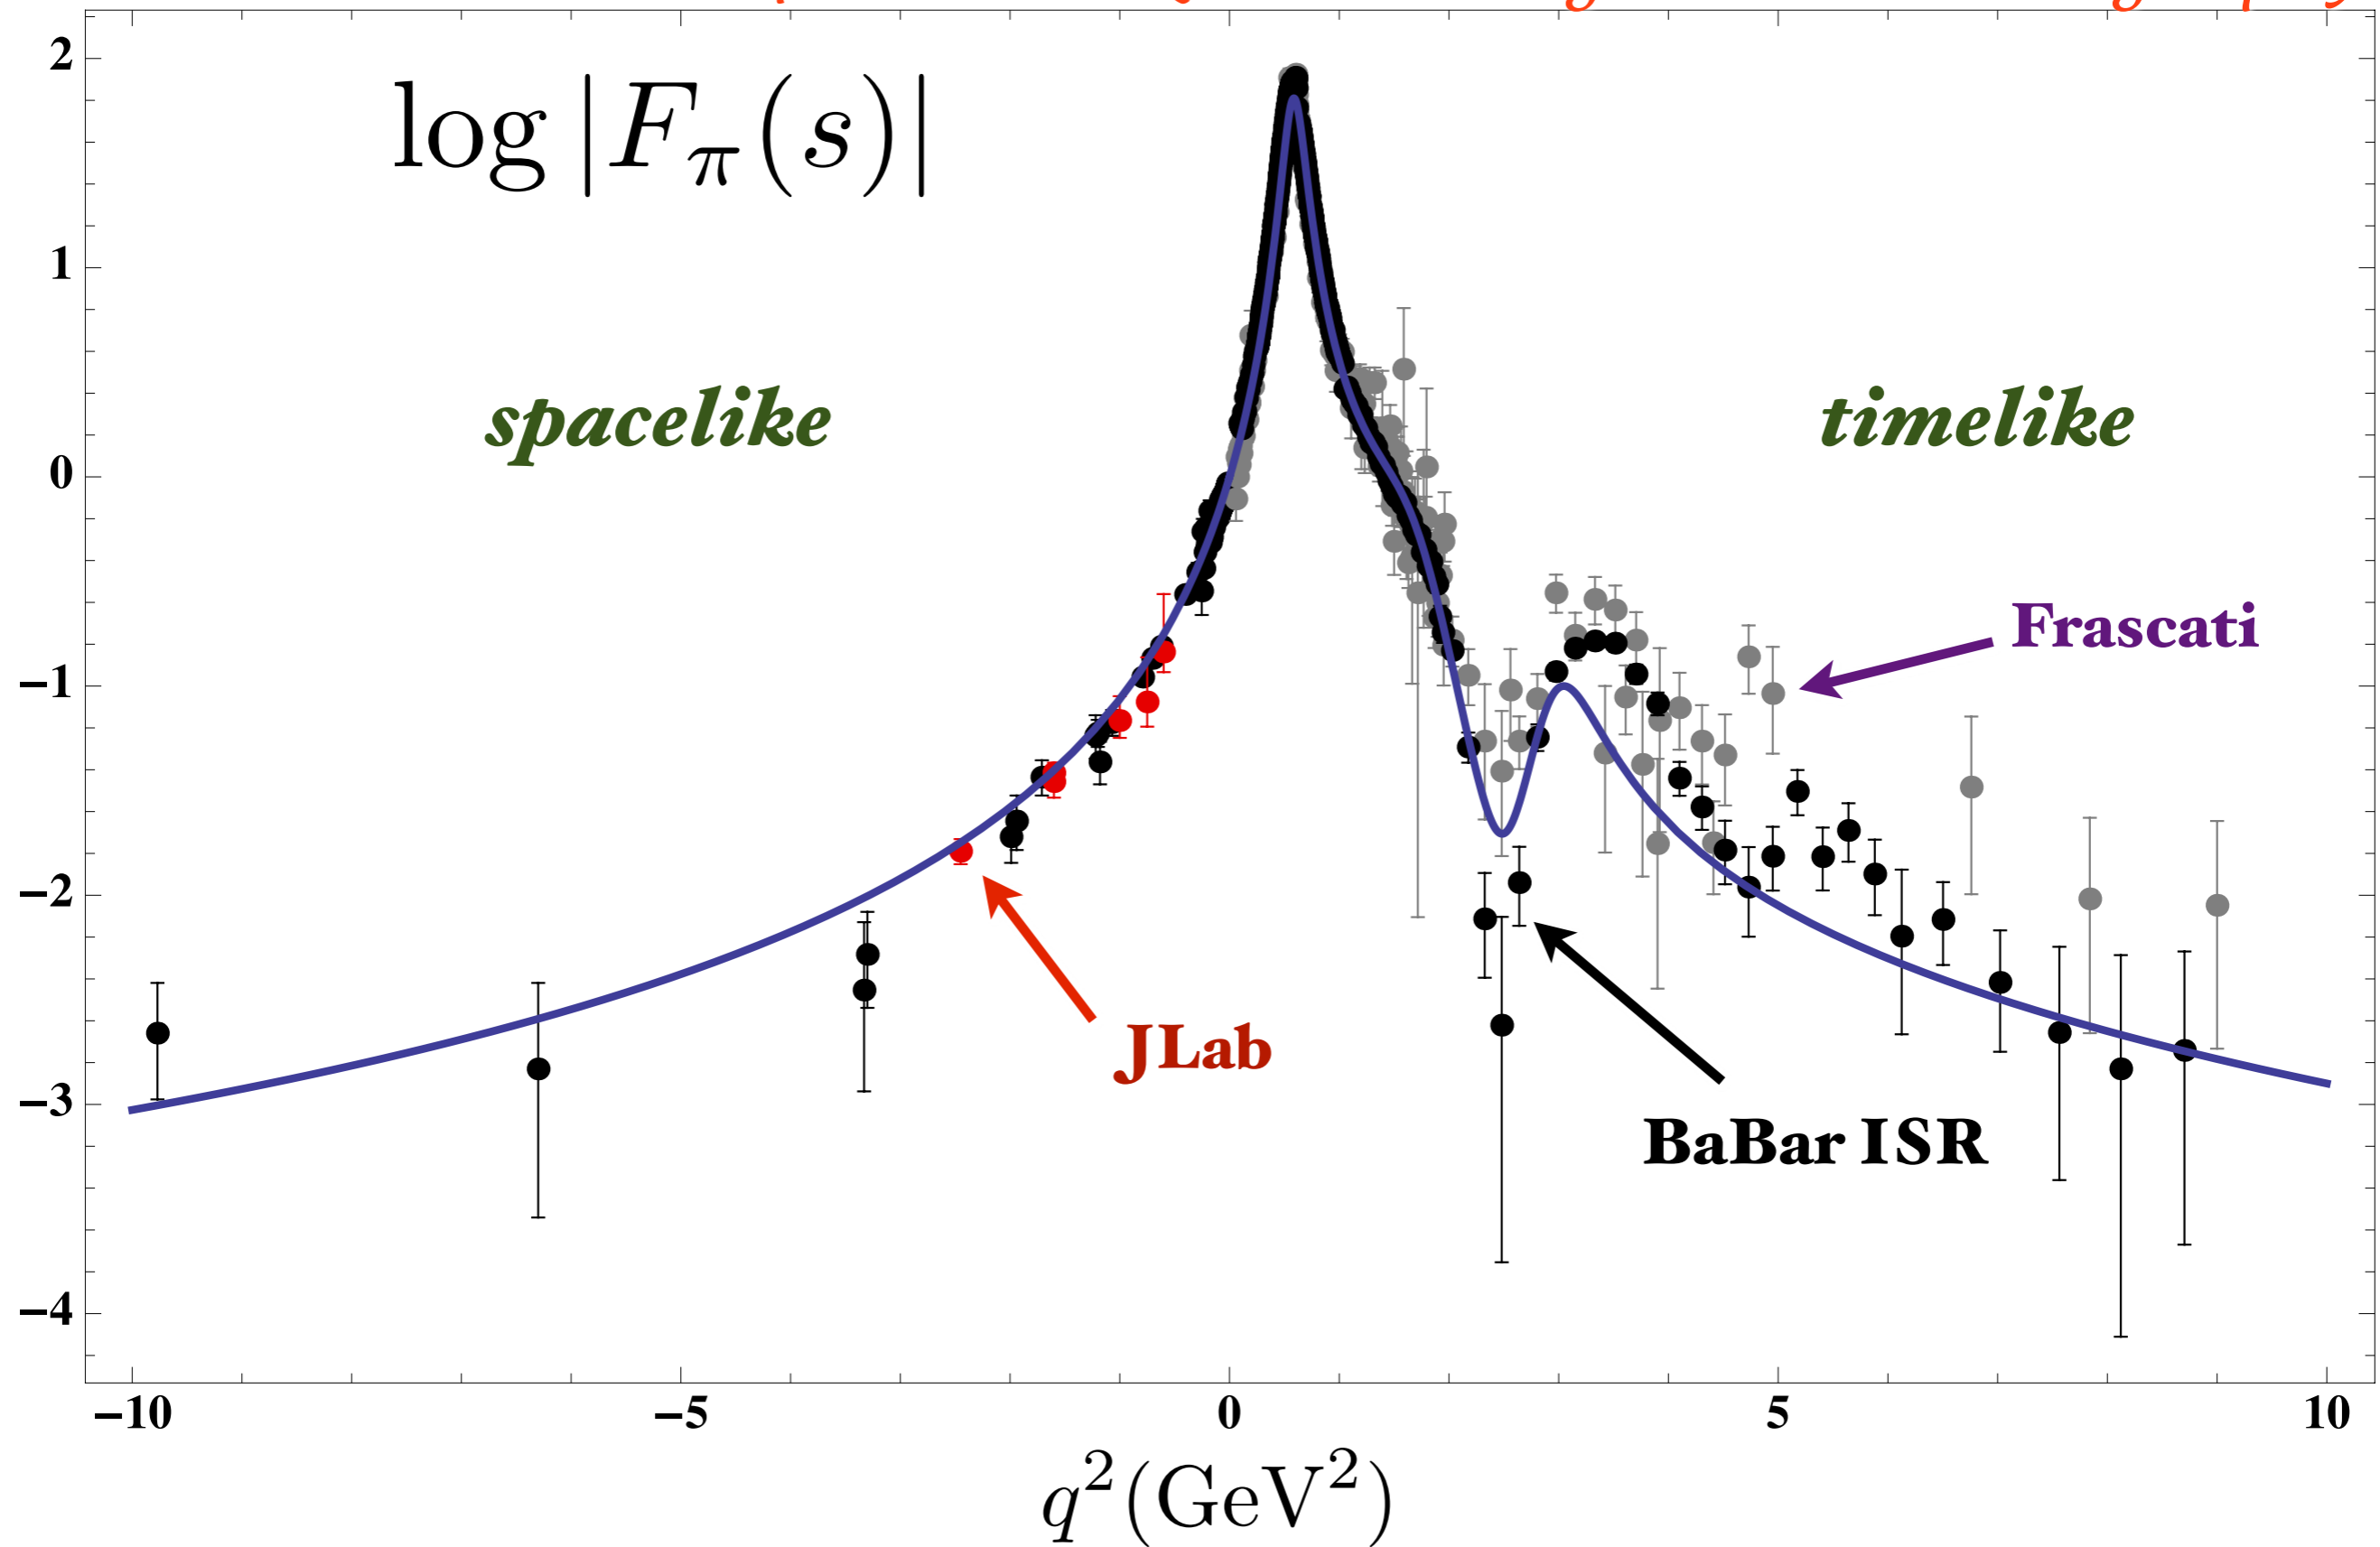 log |F_π(s)|
spacelike
timelike
Frascati
JLab
BaBar ISR
2
1
0
−1
−2
−3
−4
−10 −5 0 5 10
q²(GeV²)